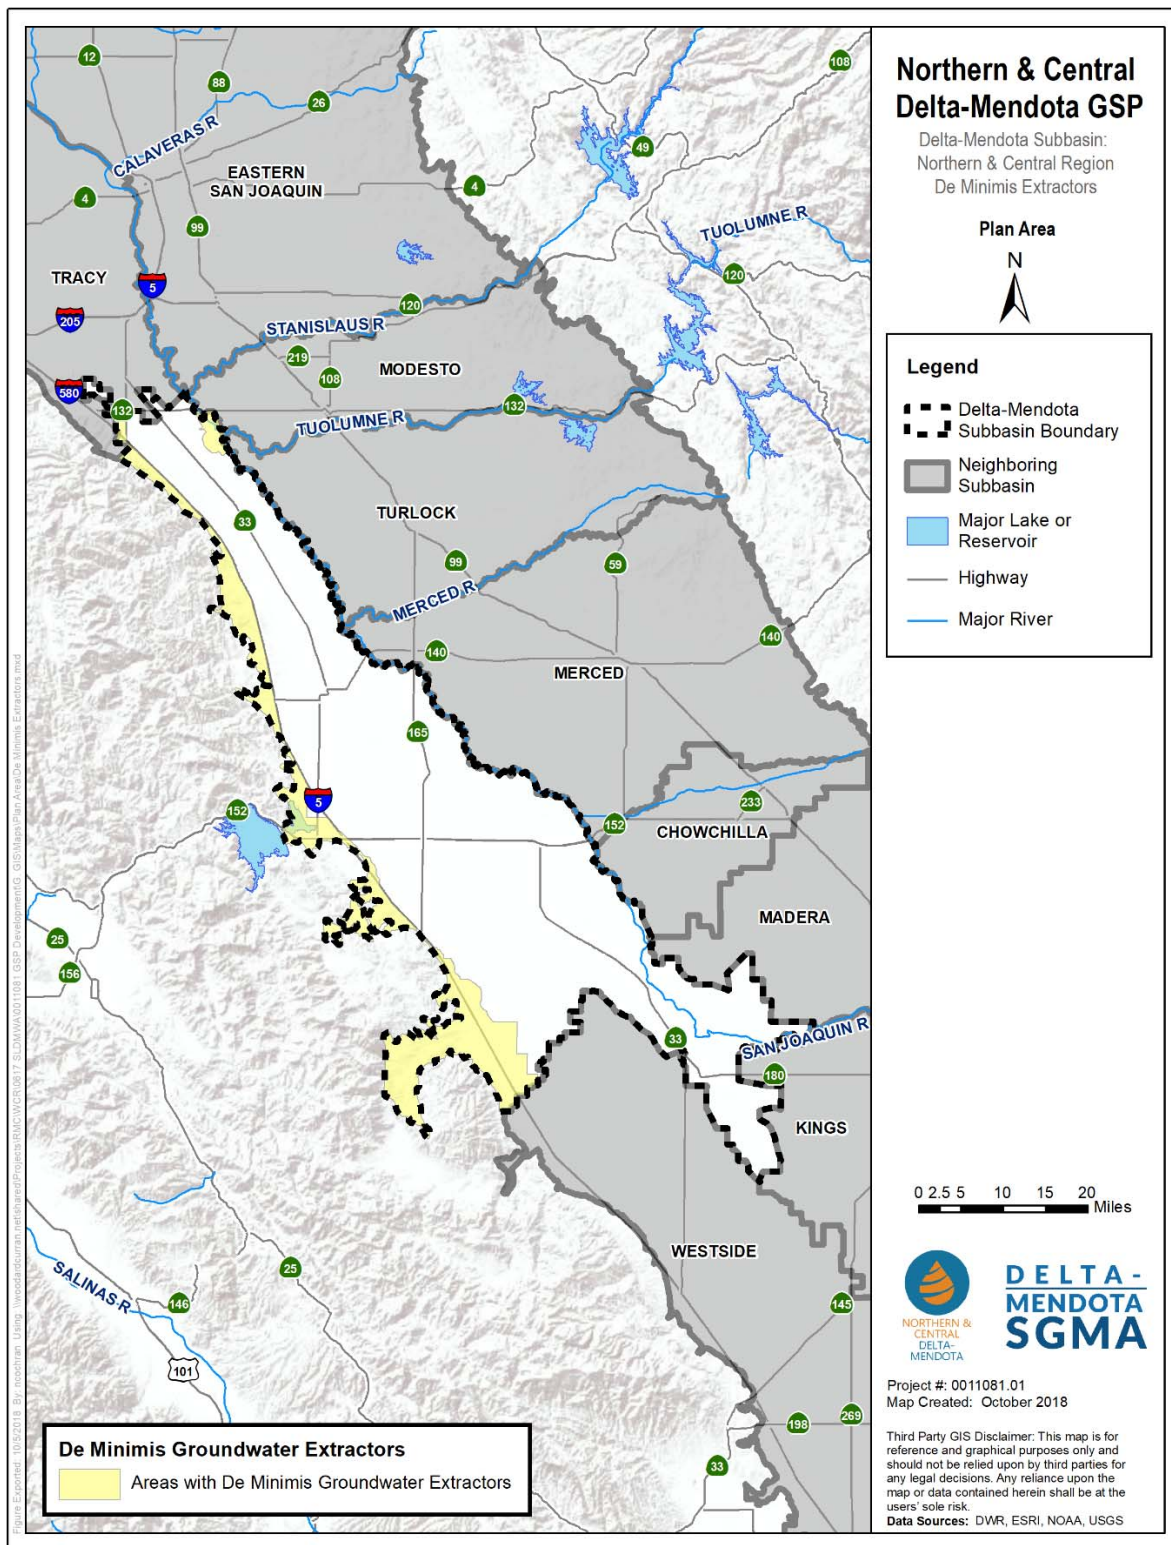 Northern & Central
Delta-Mendota GSP
Delta-Mendota Subbasin:
Northern & Central Region
De Minimis Extractors
Plan Area
N
Legend
Delta-Mendota
Subbasin Boundary
Neighboring
Subbasin
Major Lake or
Reservoir
Highway
Major River
0 2.5 5 10 15 20
Miles
NORTHERN &
CENTRAL
DELTA-
MENDOTA
DELTA-
MENDOTA
SGMA
Project #: 0011081.01
Map Created: October 2018
Third Party GIS Disclaimer: This map is for
reference and graphical purposes only and
should not be relied upon by third parties for
any legal decisions. Any reliance upon the
map or data contained herein shall be at the
users' sole risk.
Data Sources: DWR, ESRI, NOAA, USGS
12
88
26
108
CALAVERAS R
49
EASTERN
SAN JOAQUIN
4
4
99
TUOLUMNE R
TRACY
5
120
120
205
STANISLAUS R
219
MODESTO
108
580
132
132
TUOLUMNE R
33
TURLOCK
99
59
MERCED R
140
140
MERCED
165
5
152
233
152
CHOWCHILLA
MADERA
25
156
33
SAN JOAQUIN R
180
KINGS
WESTSIDE
25
SALINAS R
146
145
101
198
269
33
De Minimis Groundwater Extractors
Areas with De Minimis Groundwater Extractors